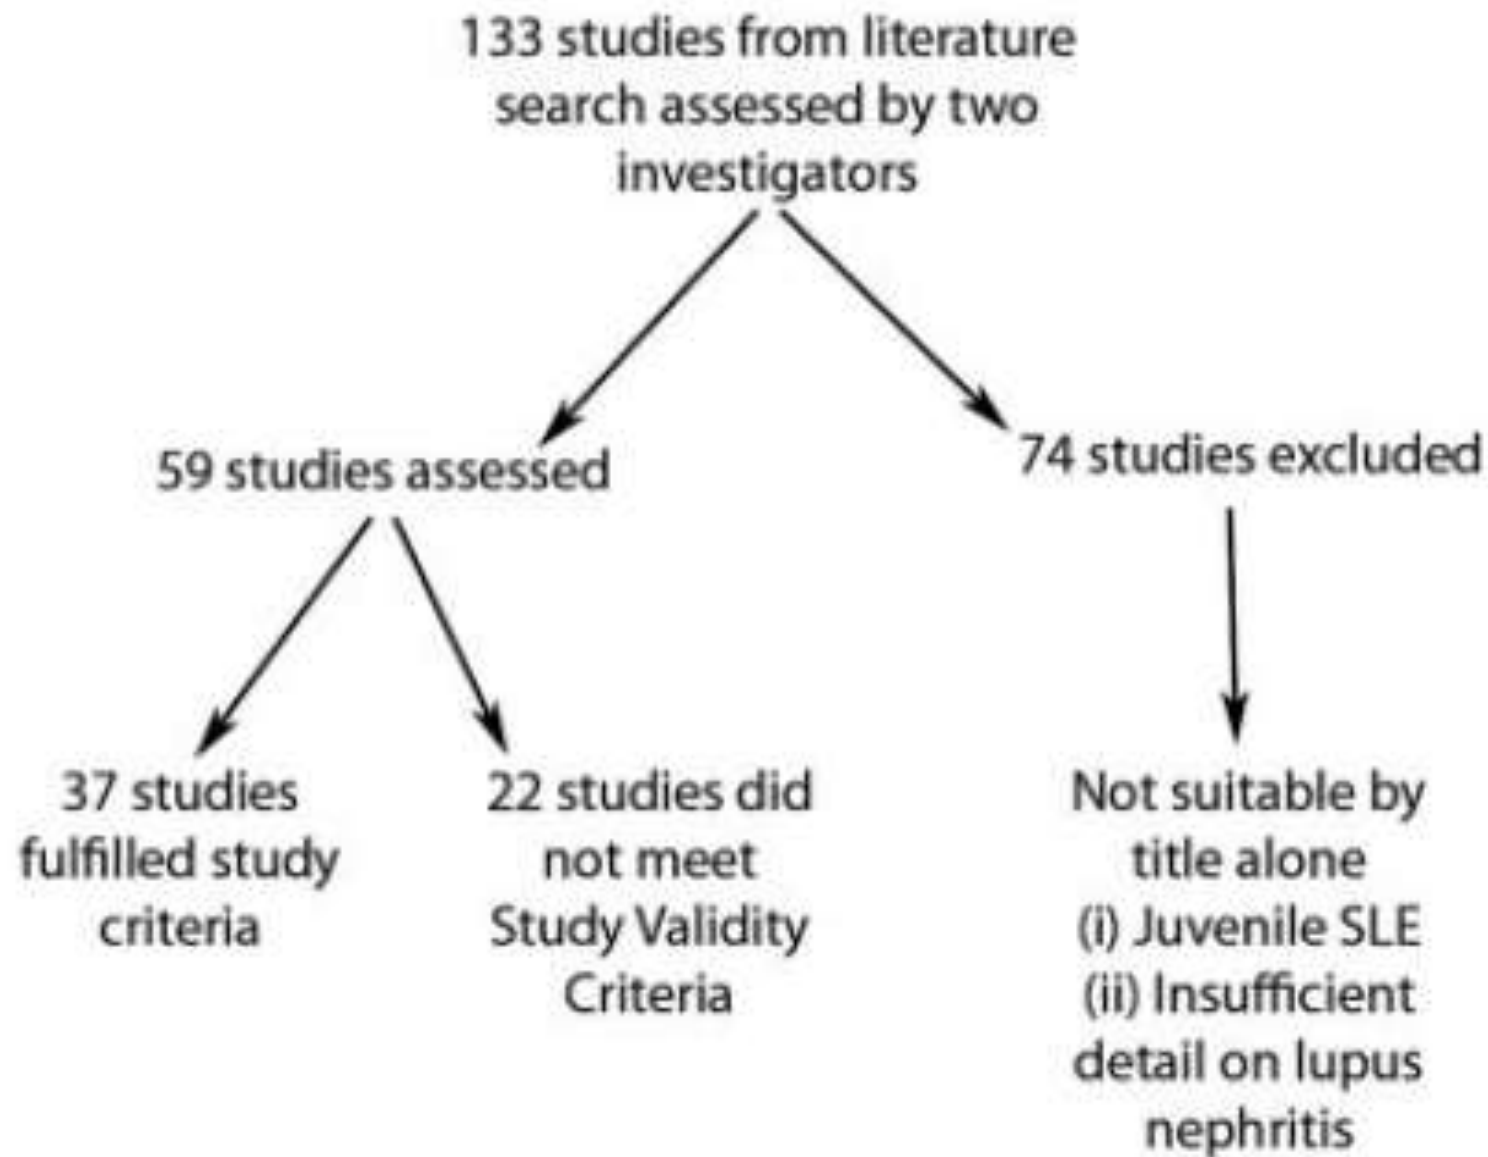 133 studies from literature
search assessed by two
investigators
59 studies assessed
74 studies excluded
37 studies
fulfilled study
criteria
22 studies did
not meet
Study Validity
Criteria
Not suitable by
title alone
(i) Juvenile SLE
(ii) Insufficient
detail on lupus
nephritis